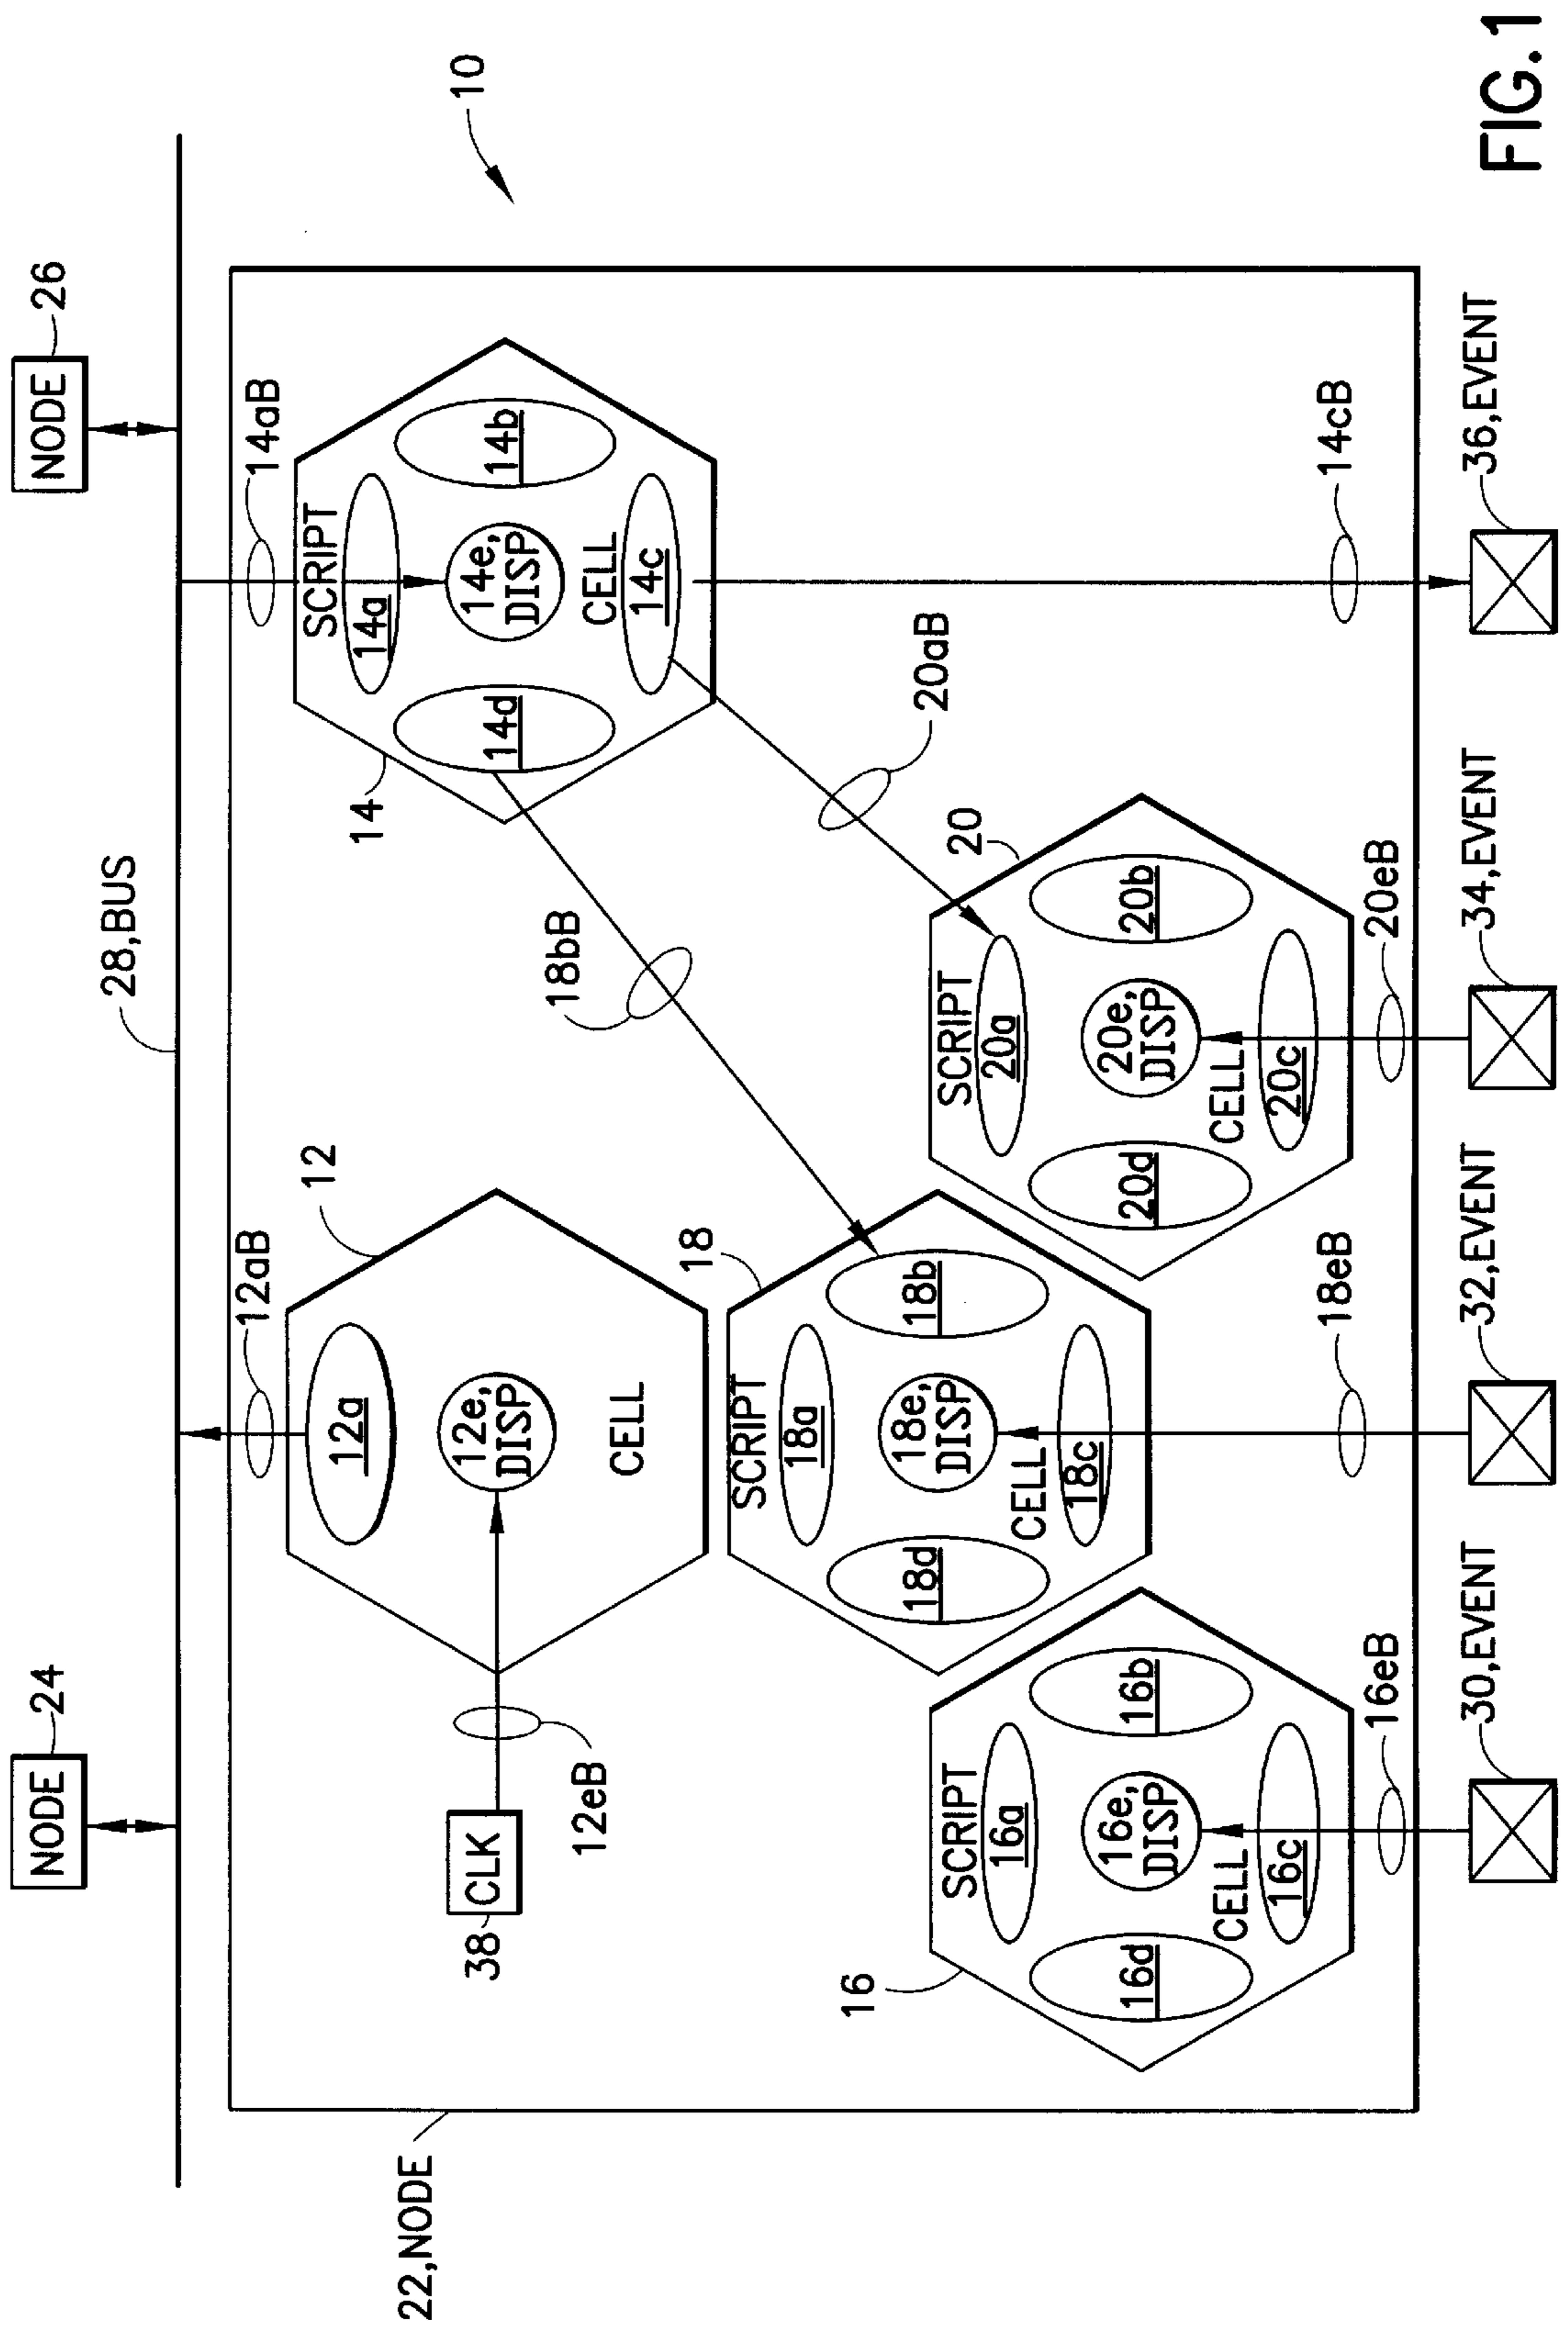 NODE
24
NODE
26
28,BUS
12aB
14aB
10
22,NODE
38
CLK
12eB
12
12a
12e,
DISP
CELL
14
SCRIPT
14a
14b
14e,
DISP
14d
CELL
14c
18bB
20aB
18
SCRIPT
18a
18b
18e,
DISP
18d
CELL
18c
16
SCRIPT
16a
16b
16e,
DISP
16d
CELL
16c
20
SCRIPT
20a
20b
20e,
DISP
20d
CELL
20c
16eB
18eB
20eB
14cB
30,EVENT
32,EVENT
34,EVENT
36,EVENT
FIG.1